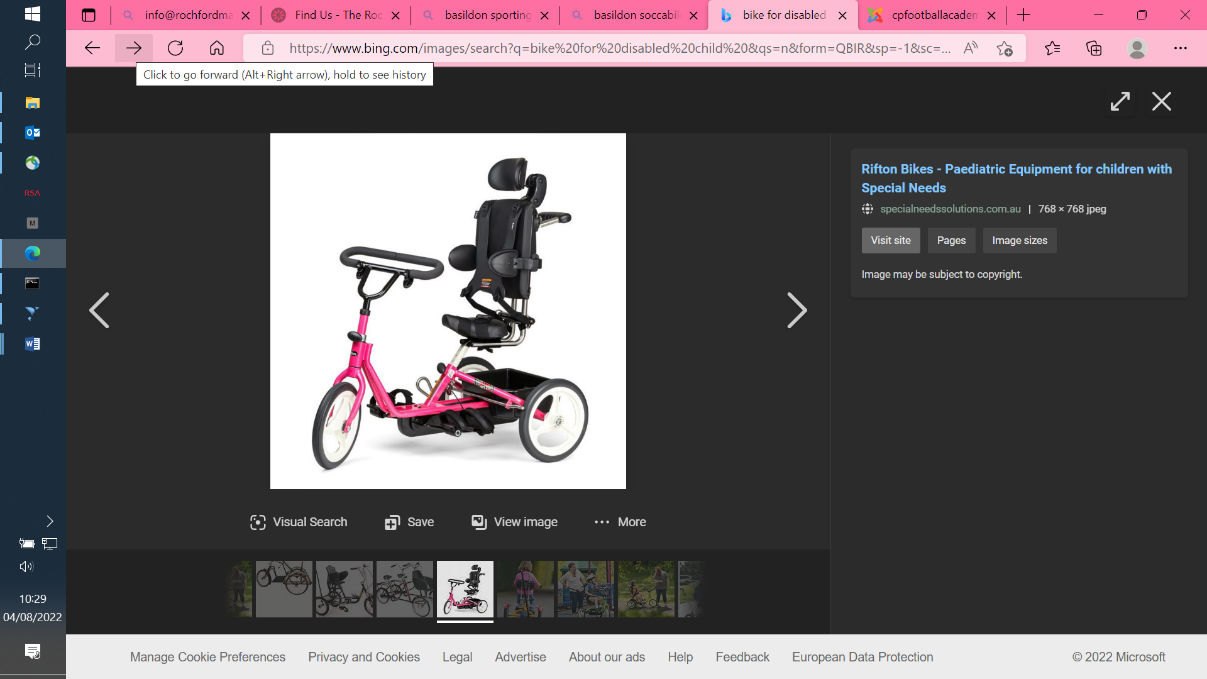 info@rochfordma
Find Us - The Roc
basildon sporting
basildon soccabil
bike for disabled
cpfootballacaden
https://www.bing.com/images/search?q=bike%20for%20disabled%20child%20&qs=n&form=QBIR&sp=-1&sc=...
Click to go forward (Alt+Right arrow), hold to see history
Rifton Bikes - Paediatric Equipment for children with
Special Needs
specialneedssolutions.com.au | 768 × 768 jpeg
Visit site Pages Image sizes
Image may be subject to copyright.
Visual Search Save View image More
10:29
04/08/2022
Manage Cookie Preferences Privacy and Cookies Legal Advertise About our ads Help Feedback European Data Protection © 2022 Microsoft